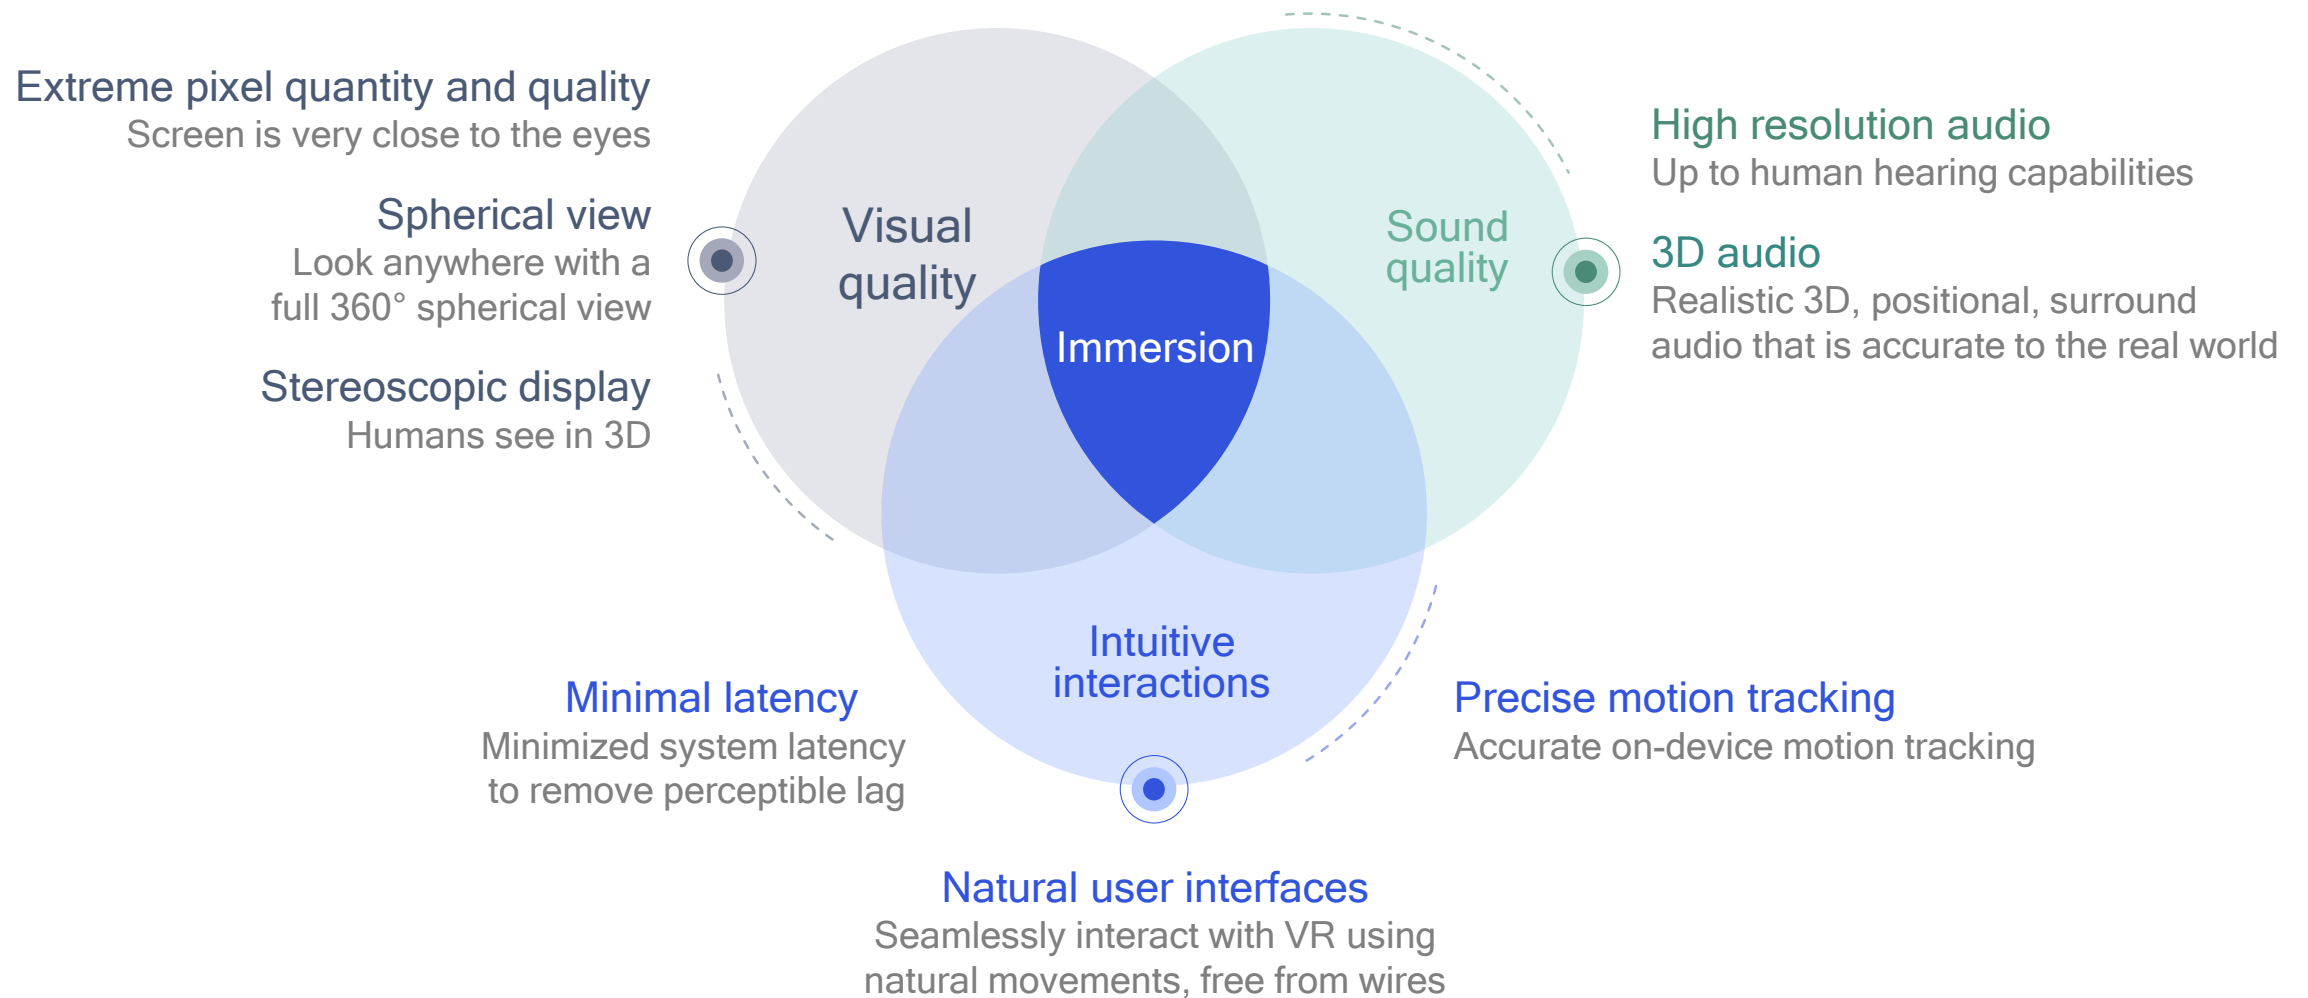 Extreme pixel quantity and quality
Screen is very close to the eyes
Spherical view
Look anywhere with a
full 360° spherical view
Stereoscopic display
Humans see in 3D
Visual
quality
Sound
quality
Immersion
High resolution audio
Up to human hearing capabilities
3D audio
Realistic 3D, positional, surround
audio that is accurate to the real world
Intuitive
interactions
Minimal latency
Minimized system latency
to remove perceptible lag
Precise motion tracking
Accurate on-device motion tracking
Natural user interfaces
Seamlessly interact with VR using
natural movements, free from wires